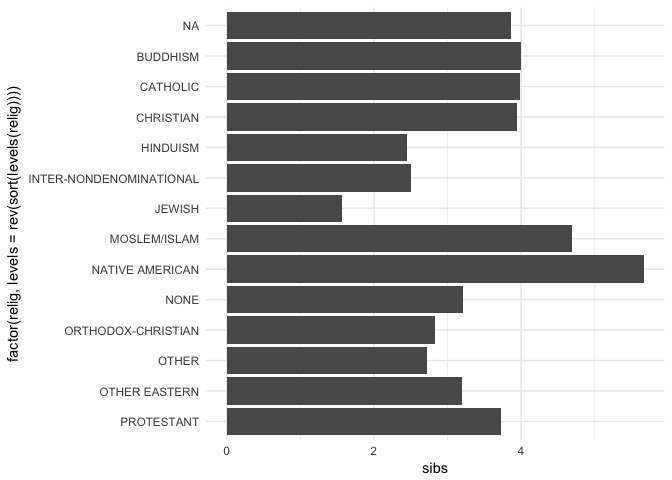 NA
BUDDHISM
CATHOLIC
CHRISTIAN
HINDUISM
INTER-NONDENOMINATIONAL
JEWISH
MOSLEM/ISLAM
NATIVE AMERICAN
NONE
ORTHODOX-CHRISTIAN
OTHER
OTHER EASTERN
PROTESTANT
factor(relig, levels = rev(sort(levels(relig))))
0 2 4
sibs